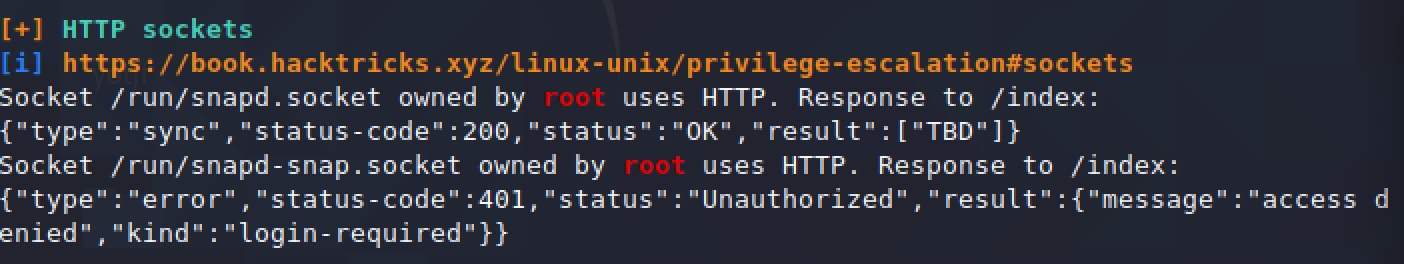 [+] HTTP sockets
[i] https://book.hacktricks.xyz/linux-unix/privilege-escalation#sockets
Socket /run/snapd.socket owned by root uses HTTP. Response to /index:
{"type":"sync","status-code":200,"status":"OK","result":["TBD"]}
Socket /run/snapd-snap.socket owned by root uses HTTP. Response to /index:
{"type":"error","status-code":401,"status":"Unauthorized","result":{"message":"access d
enied","kind":"login-required"}}